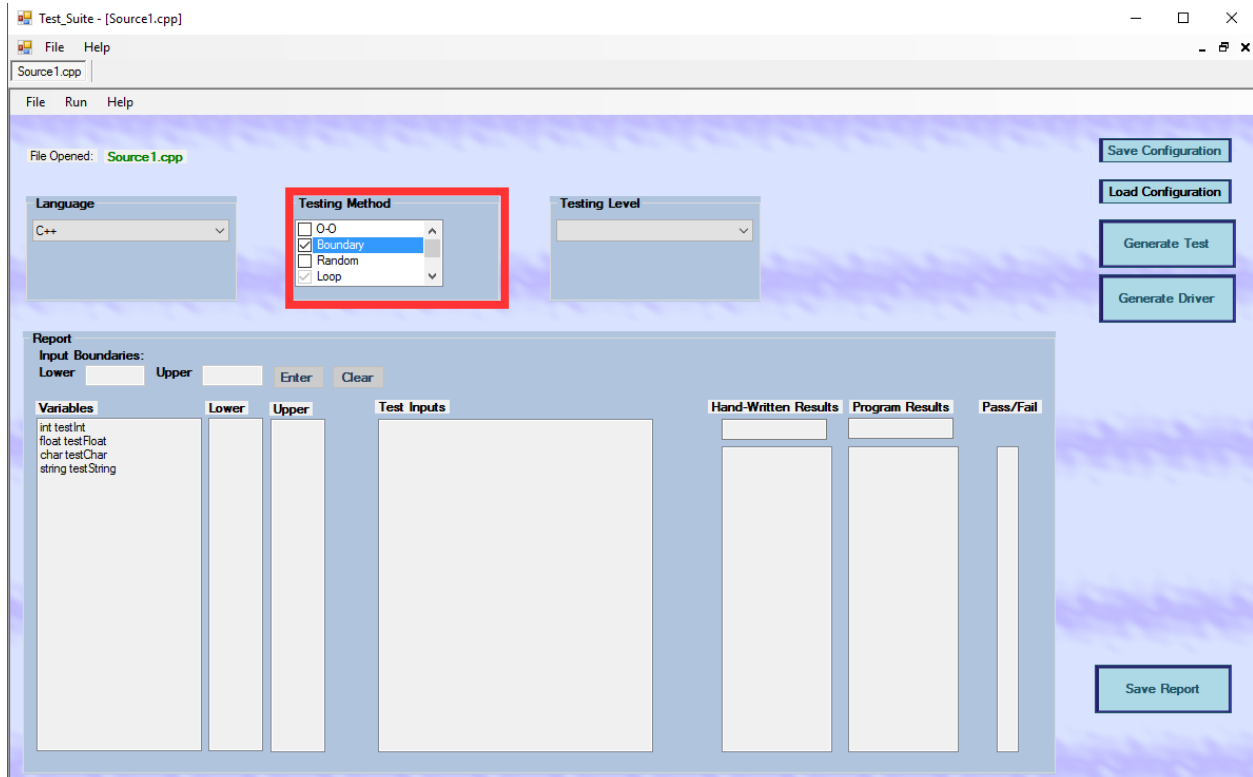 Test_Suite - [Source1.cpp]
File Help
Source1.cpp
File Run Help
File Opened: Source1.cpp
Save Configuration
Load Configuration
Generate Test
Generate Driver
Language
C++
Testing Method
O-O
Boundary
Random
Loop
Testing Level
Report
Input Boundaries:
Lower Upper Enter Clear
Variables Lower Upper Test Inputs Hand-Written Results Program Results Pass/Fail
int testInt
float testFloat
char testChar
string testString
Save Report